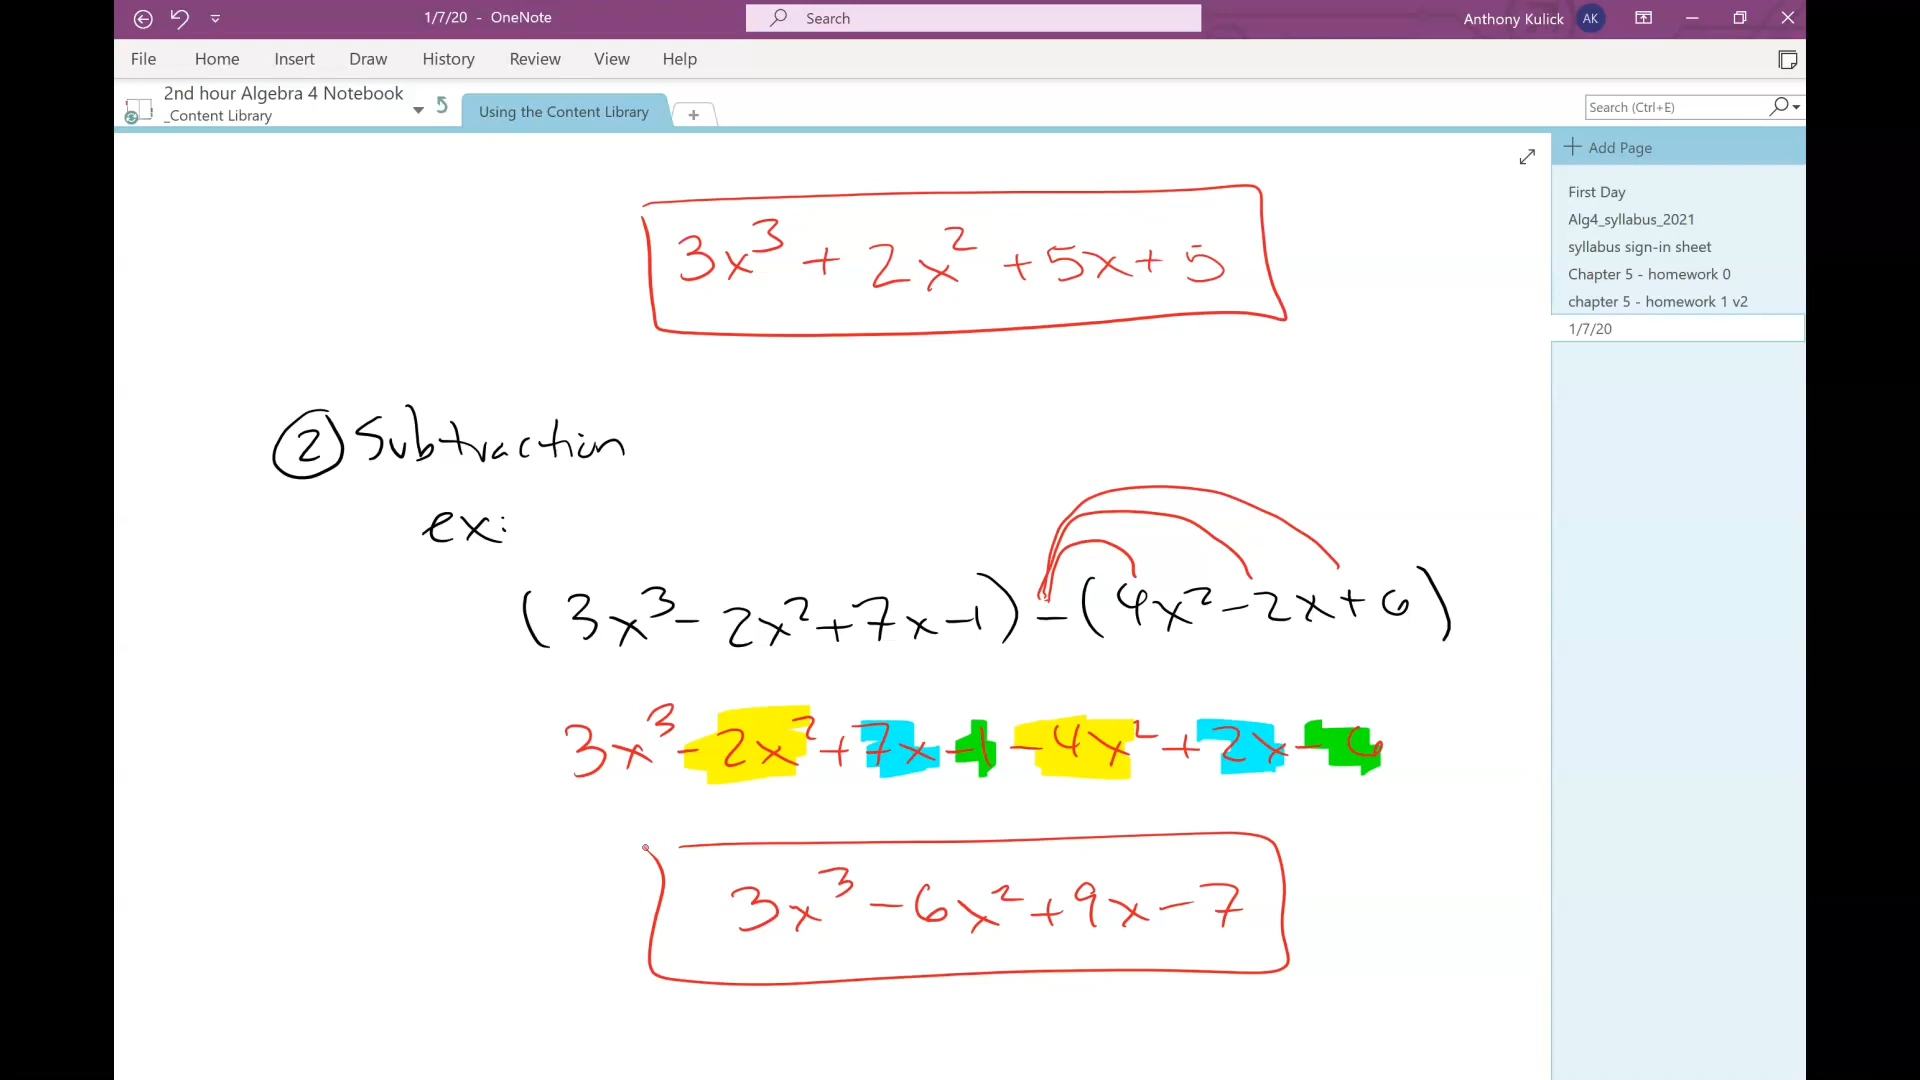 1/7/20 - OneNote
Search
Anthony Kulick AK
File Home Insert Draw History Review View Help
2nd hour Algebra 4 Notebook
_Content Library
Using the Content Library
+
Search (Ctrl+E)
Add Page
First Day
Alg4_syllabus_2021
syllabus sign-in sheet
Chapter 5 - homework 0
chapter 5 - homework 1 v2
1/7/20
3x³ + 2x² + 5x + 5
② Subtraction
ex:
(3x³ - 2x² + 7x - 1) - (4x² - 2x + 6)
3x³ - 2x² + 7x - 1 - 4x² + 2x - 6
3x³ - 6x² + 9x - 7